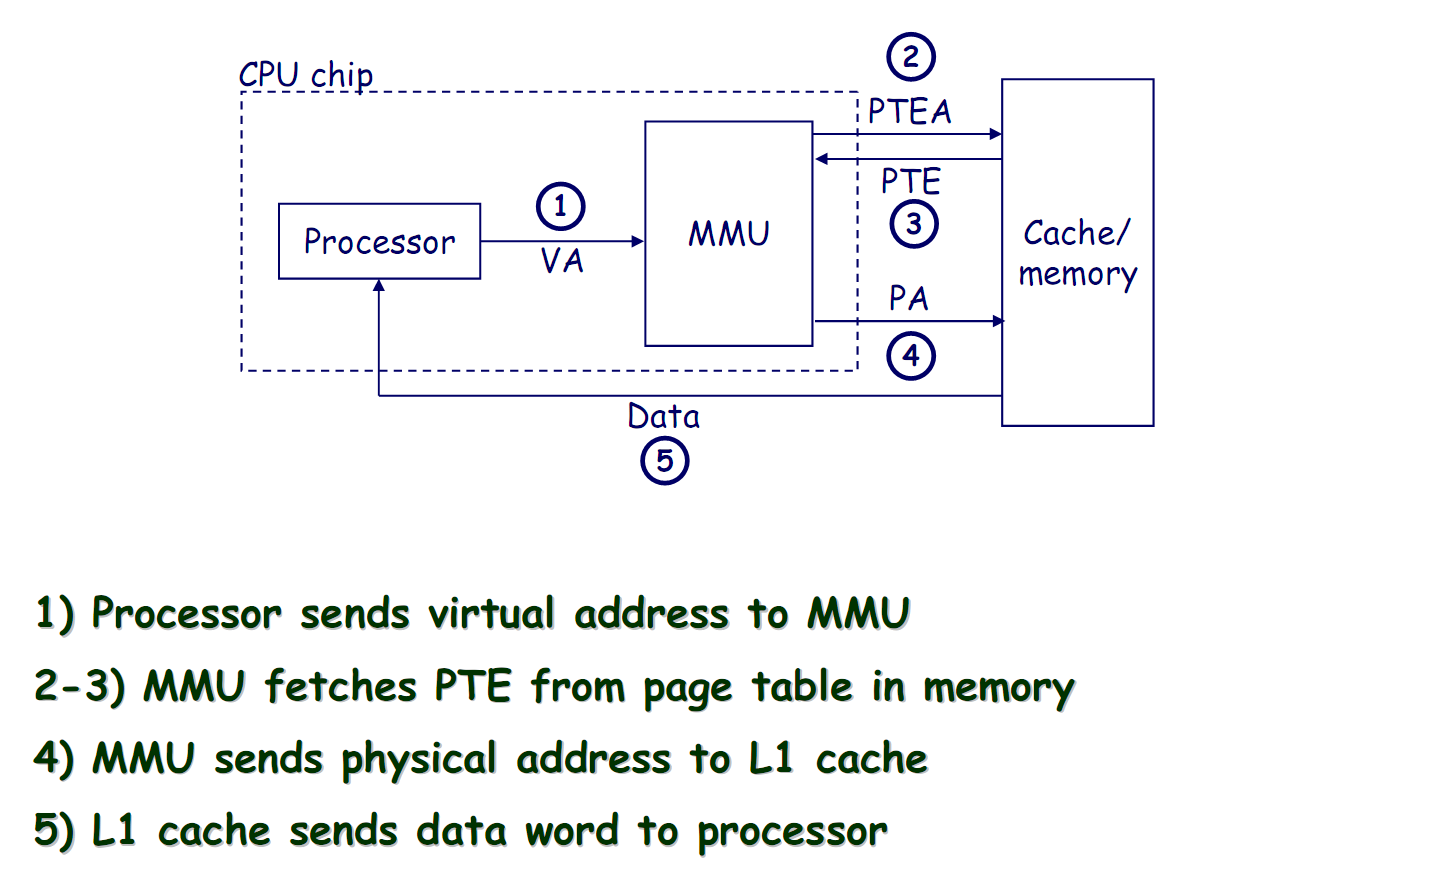 CPU chip
2
PTEA
PTE
3
1
VA
Processor
MMU
Cache/
memory
PA
4
Data
5
1) Processor sends virtual address to MMU
2-3) MMU fetches PTE from page table in memory
4) MMU sends physical address to L1 cache
5) L1 cache sends data word to processor